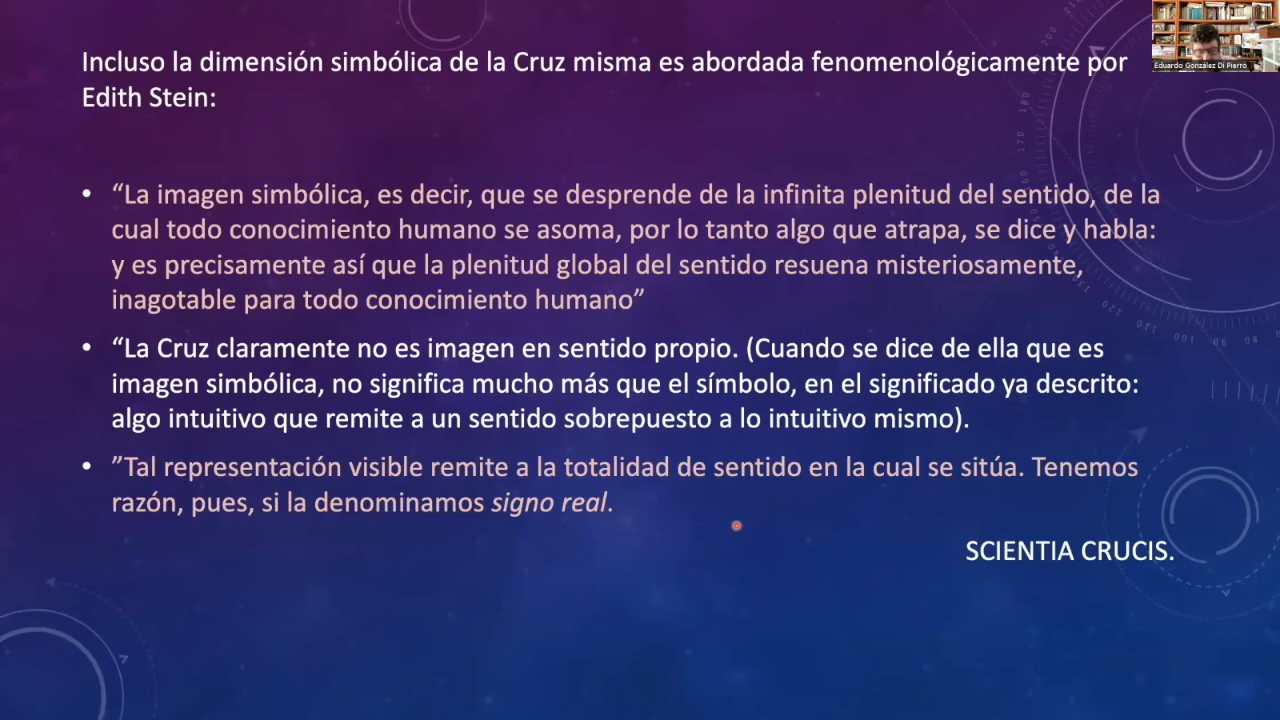 Incluso la dimensión simbólica de la Cruz misma es abordada fenomenológicamente por
Edith Stein:
Eduardo González Di Pierro
• “La imagen simbólica, es decir, que se desprende de la infinita plenitud del sentido, de la
cual todo conocimiento humano se asoma, por lo tanto algo que atrapa, se dice y habla:
y es precisamente así que la plenitud global del sentido resuena misteriosamente,
inagotable para todo conocimiento humano”
• “La Cruz claramente no es imagen en sentido propio. (Cuando se dice de ella que es
imagen simbólica, no significa mucho más que el símbolo, en el significado ya descrito:
algo intuitivo que remite a un sentido sobrepuesto a lo intuitivo mismo).
• ”Tal representación visible remite a la totalidad de sentido en la cual se sitúa. Tenemos
razón, pues, si la denominamos signo real.
SCIENTIA CRUCIS.